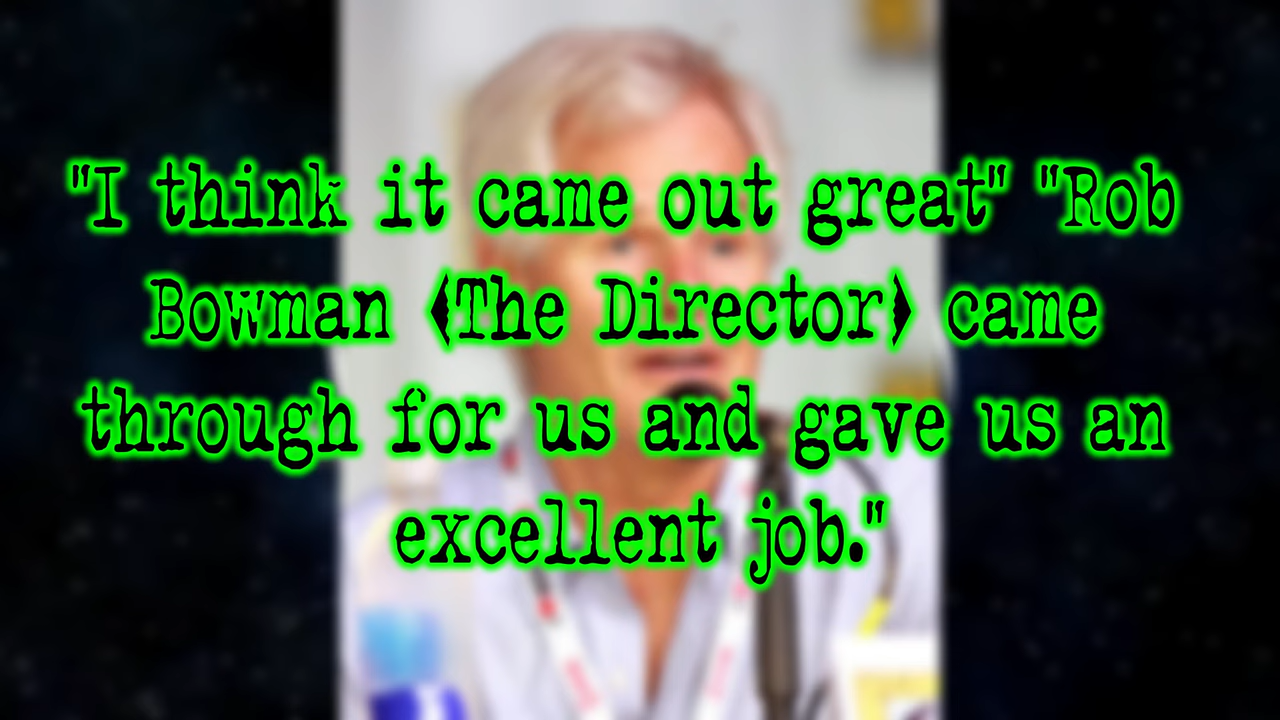 "I think it came out great" "Rob
Bowman (The Director) came
through for us and gave us an
excellent job."